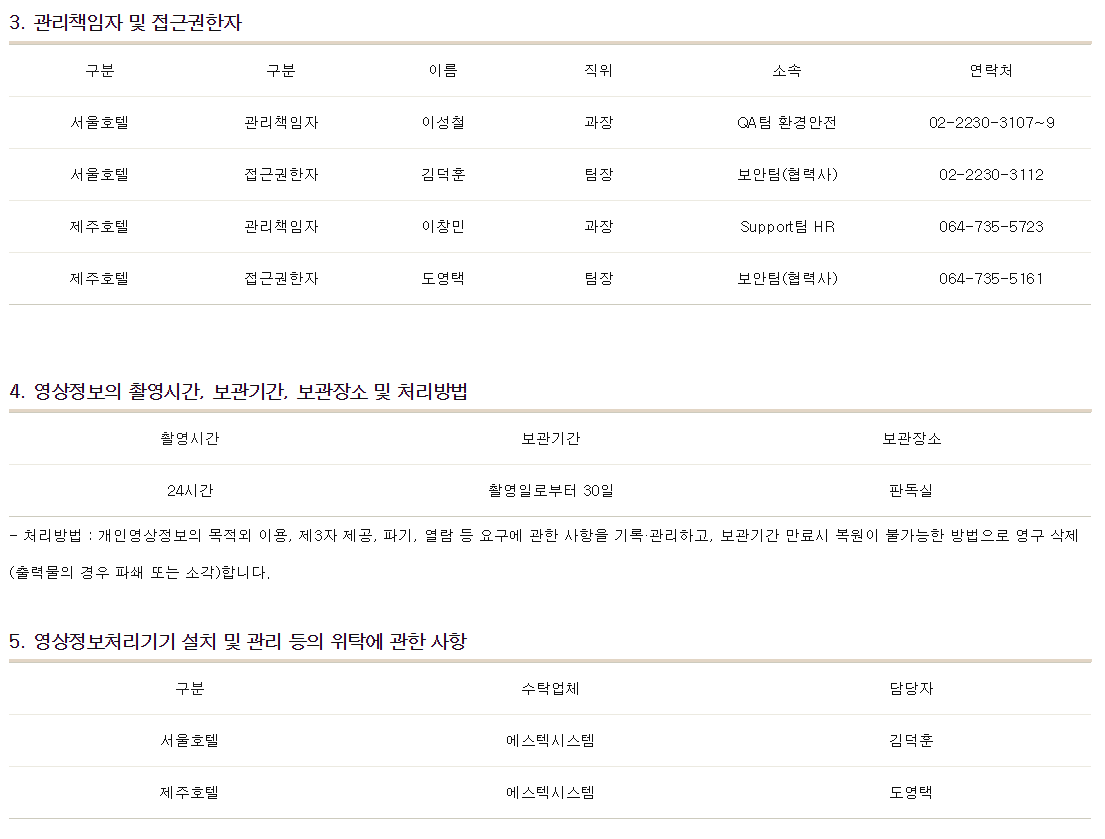 3. 관리책임자 및 접근권한자
구분 구분 이름 직위 소속 연락처
서울호텔 관리책임자 이성철 과장 QA팀 환경안전 02-2230-3107~9
서울호텔 접근권한자 김덕훈 팀장 보안팀(협력사) 02-2230-3112
제주호텔 관리책임자 이창민 과장 Support팀 HR 064-735-5723
제주호텔 접근권한자 도영택 팀장 보안팀(협력사) 064-735-5161
4. 영상정보의 촬영시간, 보관기간, 보관장소 및 처리방법
촬영시간 보관기간 보관장소
24시간 촬영일로부터 30일 판독실
- 처리방법 : 개인영상정보의 목적외 이용, 제3자 제공, 파기, 열람 등 요구에 관한 사항을 기록·관리하고, 보관기간 만료시 복원이 불가능한 방법으로 영구 삭제
(출력물의 경우 파쇄 또는 소각)합니다.
5. 영상정보처리기기 설치 및 관리 등의 위탁에 관한 사항
구분 수탁업체 담당자
서울호텔 에스텍시스템 김덕훈
제주호텔 에스텍시스템 도영택